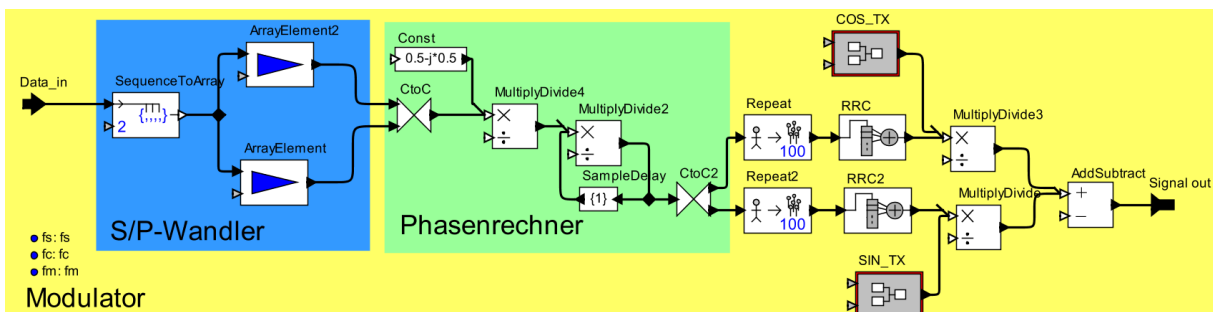 COS_TX
ArrayElement2
Const
0.5-j*0.5
Data_in
SequenceToArray
CtoC
MultiplyDivide4
MultiplyDivide2
Repeat
RRC
MultiplyDivide3
{,,,,}
2
100
ArrayElement
SampleDelay
{1}
CtoC2
Repeat2
RRC2
MultiplyDivide
AddSubtract
Signal out
100
S/P-Wandler
Phasenrechner
fs: fs
fc: fc
fm: fm
SIN_TX
Modulator